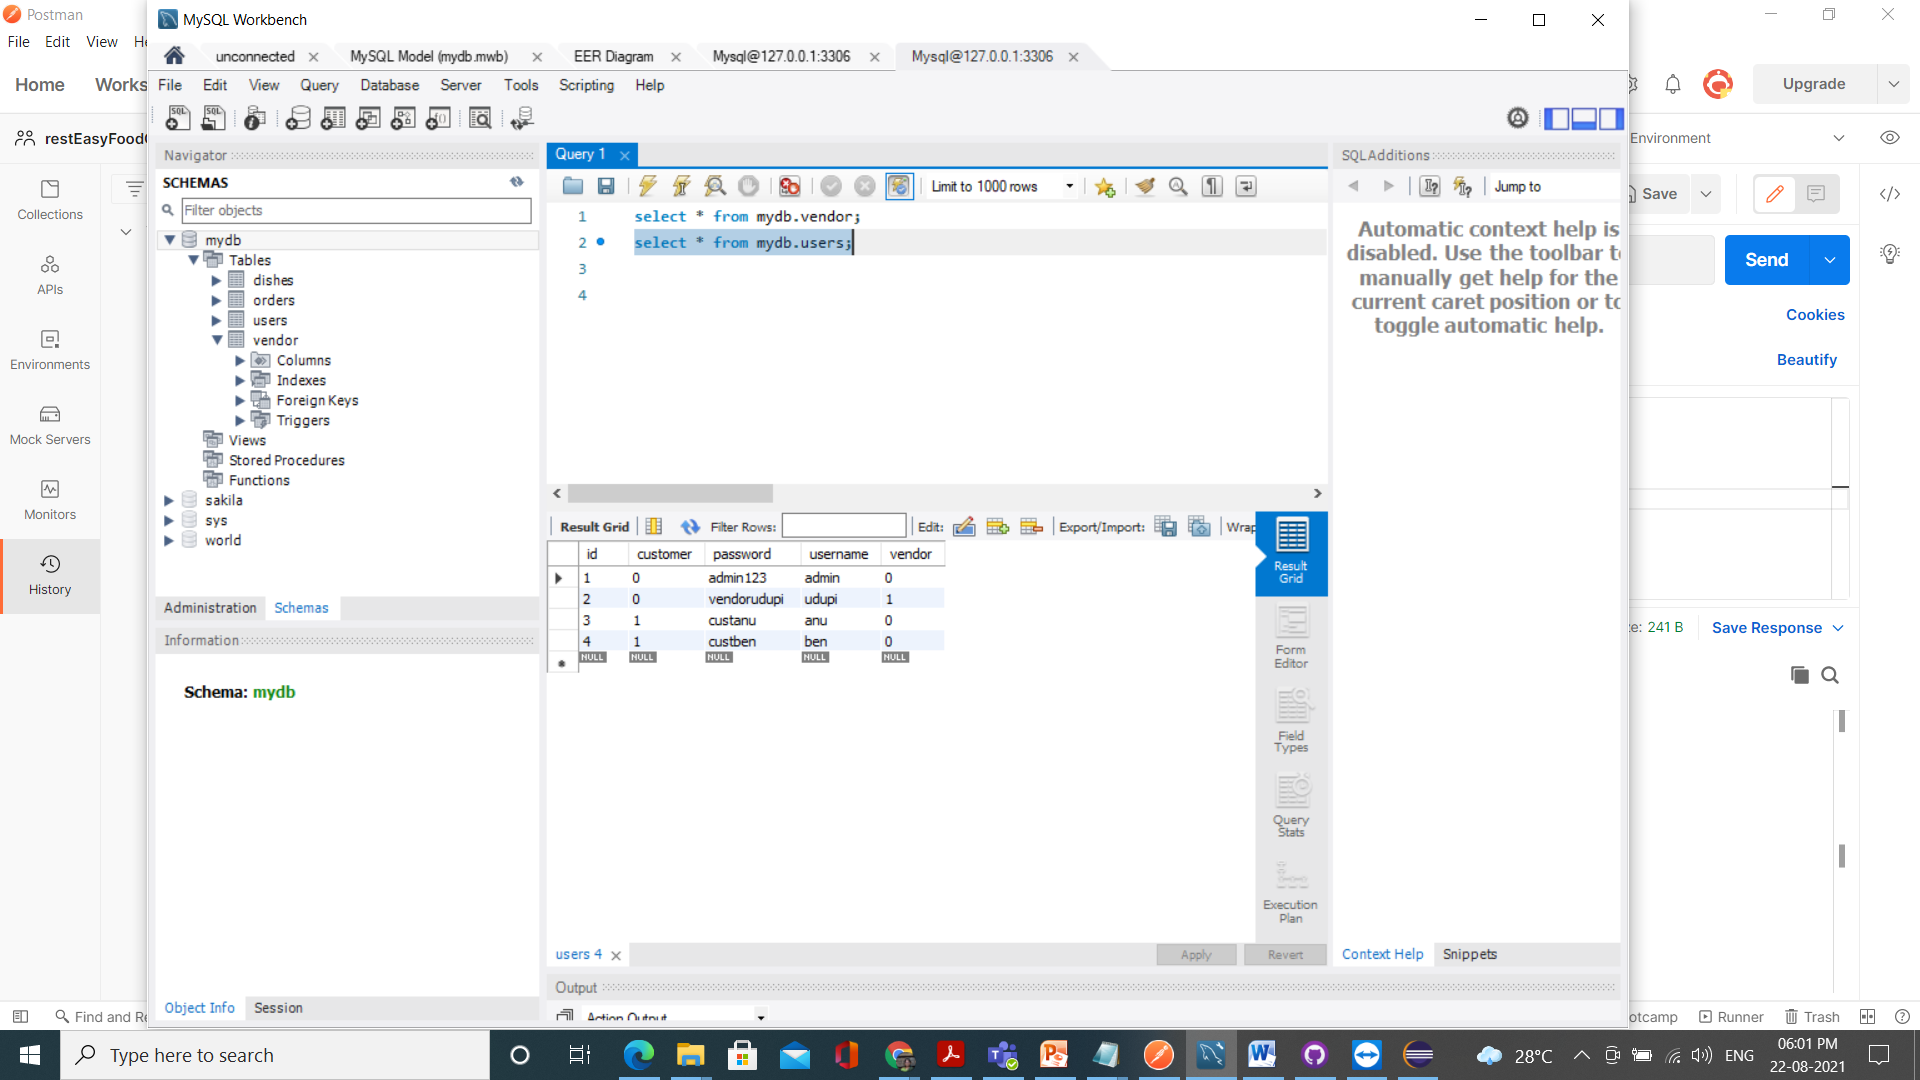 Postman
File Edit View He
Home Works
restEasyFood
Collections
APIs
Environments
Mock Servers
Monitors
History
Find and Re
MySQL Workbench
unconnected
MySQL Model (mydb.mwb)
EER Diagram
Mysql@127.0.0.1:3306
Mysql@127.0.0.1:3306
File Edit View Query Database Server Tools Scripting Help
Navigator
SCHEMAS
Filter objects
mydb
Tables
dishes
orders
users
vendor
Columns
Indexes
Foreign Keys
Triggers
Views
Stored Procedures
Functions
sakila
sys
world
Administration Schemas
Information
Schema: mydb
Object Info Session
Query 1
Limit to 1000 rows
1 select * from mydb.vendor;
2 select * from mydb.users;
3
4
Result Grid Filter Rows: Edit: Export/Import: Wrap
id customer password username vendor
1 0 admin123 admin 0
2 0 vendorudupi udupi 1
3 1 custanu anu 0
4 1 custben ben 0
NULL NULL NULL NULL NULL
Result Grid
Form Editor
Field Types
Query Stats
Execution Plan
users 4
Apply Revert
Output
Action Output
SQLAdditions
Jump to
Automatic context help is
disabled. Use the toolbar to
manually get help for the
current caret position or to
toggle automatic help.
Context Help Snippets
Upgrade
Environment
Save
Send
Cookies
Beautify
ze: 241 B Save Response
otcamp Runner Trash
Type here to search
28°C
ENG
06:01 PM
22-08-2021